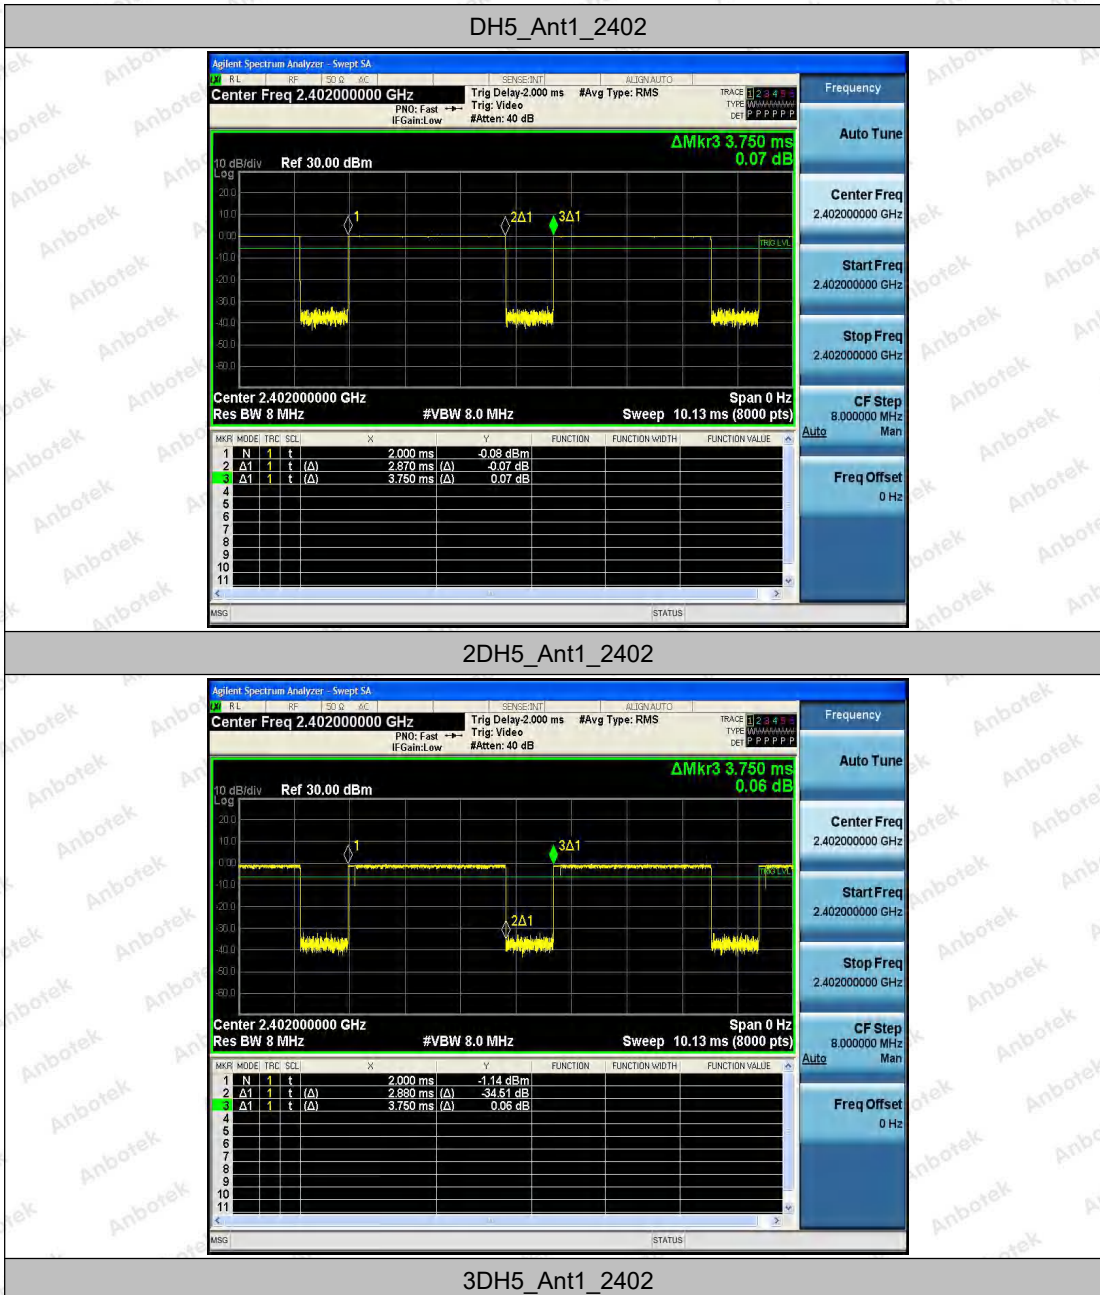 DH5_Ant1_2402
Agilent Spectrum Analyzer - Swept SA
RL RF 50 Ω AC SENSE:INT ALIGNAUTO
Center Freq 2.402000000 GHz
PNO: Fast
IFGain:Low
Trig Delay-2.000 ms
Trig: Video
#Atten: 40 dB
#Avg Type: RMS
TRACE 1 2 3 4 5 6
TYPE
DET P P P P P P
ΔMkr3 3.750 ms
0.07 dB
10 dB/div
Log
Ref 30.00 dBm
20.0
10.0
0.00
-10.0
-20.0
-30.0
-40.0
-50.0
-60.0
1
2Δ1
3Δ1
TRIG LVL
Center 2.402000000 GHz
Span 0 Hz
Res BW 8 MHz
#VBW 8.0 MHz
Sweep 10.13 ms (8000 pts)
MKR MODE TRC SCL X Y FUNCTION FUNCTION WIDTH FUNCTION VALUE
1 N 1 t 2.000 ms -0.08 dBm
2 Δ1 1 t (Δ) 2.870 ms (Δ) -0.07 dB
3 Δ1 1 t (Δ) 3.750 ms (Δ) 0.07 dB
4
5
6
7
8
9
10
11
MSG
STATUS
Frequency
Auto Tune
Center Freq
2.402000000 GHz
Start Freq
2.402000000 GHz
Stop Freq
2.402000000 GHz
CF Step
8.000000 MHz
Auto Man
Freq Offset
0 Hz
2DH5_Ant1_2402
Agilent Spectrum Analyzer - Swept SA
RL RF 50 Ω AC SENSE:INT ALIGNAUTO
Center Freq 2.402000000 GHz
PNO: Fast
IFGain:Low
Trig Delay-2.000 ms
Trig: Video
#Atten: 40 dB
#Avg Type: RMS
TRACE 1 2 3 4 5 6
TYPE
DET P P P P P P
ΔMkr3 3.750 ms
0.06 dB
10 dB/div
Log
Ref 30.00 dBm
20.0
10.0
0.00
-10.0
-20.0
-30.0
-40.0
-50.0
-60.0
1
2Δ1
3Δ1
TRIG LVL
Center 2.402000000 GHz
Span 0 Hz
Res BW 8 MHz
#VBW 8.0 MHz
Sweep 10.13 ms (8000 pts)
MKR MODE TRC SCL X Y FUNCTION FUNCTION WIDTH FUNCTION VALUE
1 N 1 t 2.000 ms -1.14 dBm
2 Δ1 1 t (Δ) 2.880 ms (Δ) -34.51 dB
3 Δ1 1 t (Δ) 3.750 ms (Δ) 0.06 dB
4
5
6
7
8
9
10
11
MSG
STATUS
Frequency
Auto Tune
Center Freq
2.402000000 GHz
Start Freq
2.402000000 GHz
Stop Freq
2.402000000 GHz
CF Step
8.000000 MHz
Auto Man
Freq Offset
0 Hz
3DH5_Ant1_2402
Anbotek